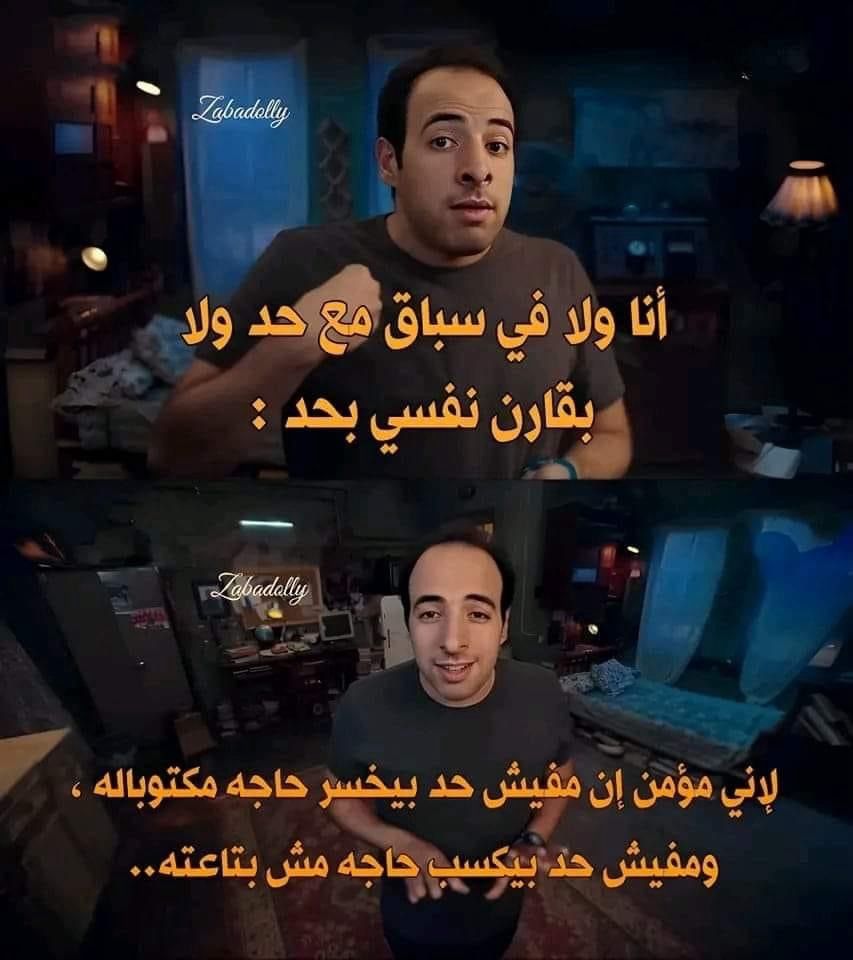 Zabadolly
أنا ولا في سباق مع حد ولا
بقارن نفسي بحد :
Zabadolly
لإني مؤمن إن مفيش حد بيخسر حاجه مكتوباله ،
ومفيش حد بيكسب حاجه مش بتاعته..